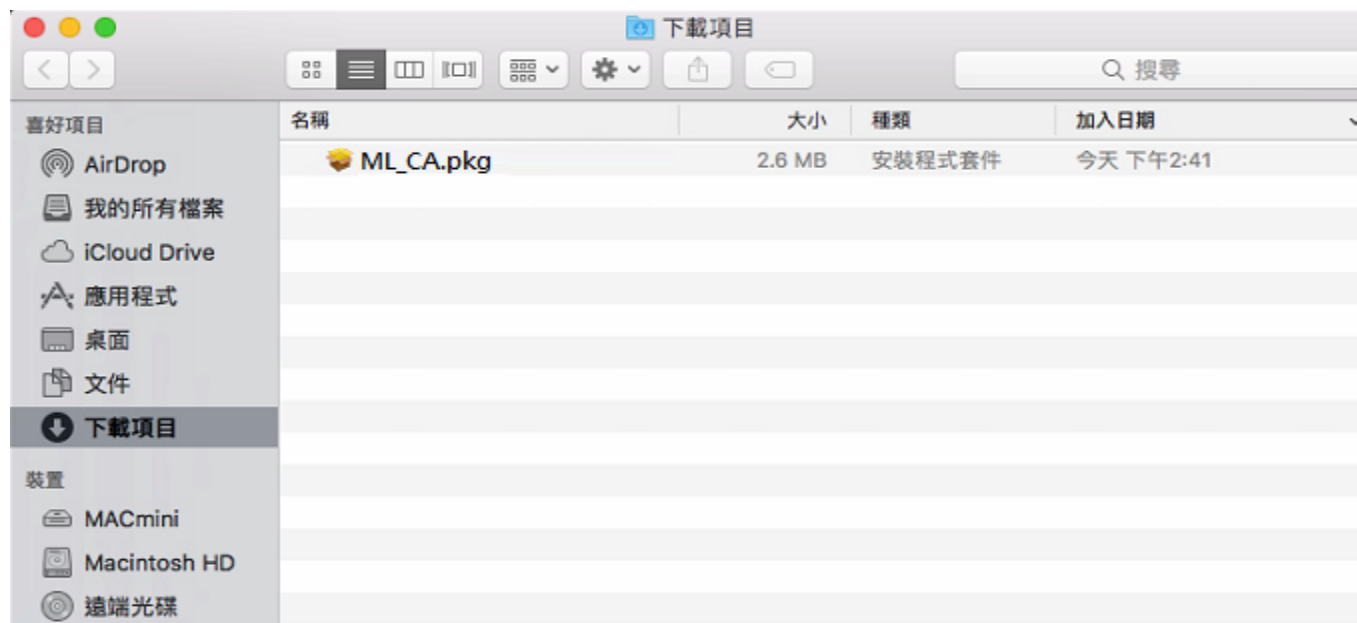 下載項目
搜尋
喜好項目
AirDrop
我的所有檔案
iCloud Drive
應用程式
桌面
文件
下載項目
裝置
MACmini
Macintosh HD
遠端光碟
名稱 大小 種類 加入日期
ML_CA.pkg 2.6 MB 安裝程式套件 今天 下午2:41